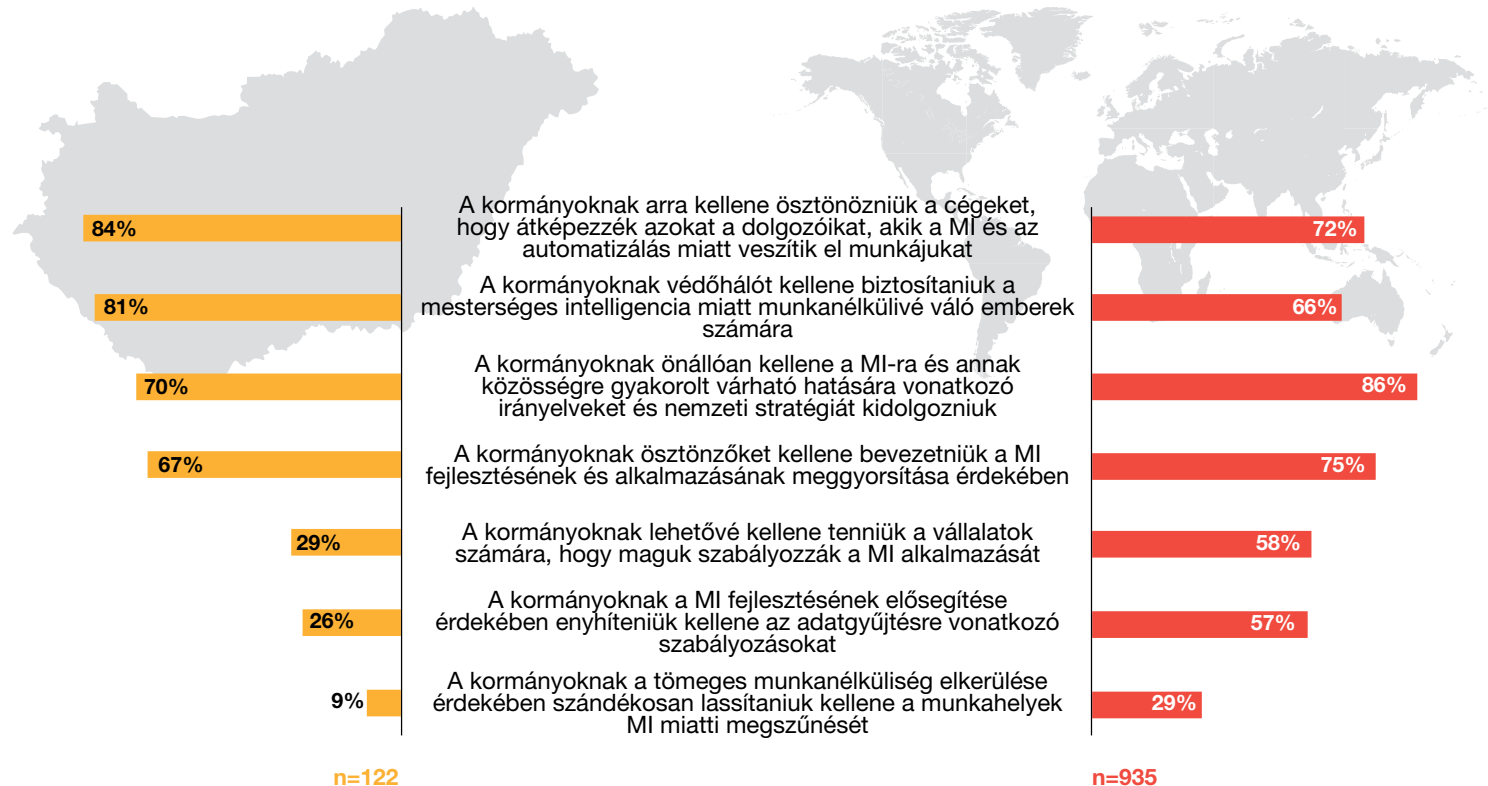 84%
A kormányoknak arra kellene ösztönözniük a cégeket,
hogy átképezzék azokat a dolgozóikat, akik a MI és az
automatizálás miatt veszítik el munkájukat
72%
81%
A kormányoknak védőhálót kellene biztosítaniuk a
mesterséges intelligencia miatt munkanélkülivé váló emberek
számára
66%
70%
A kormányoknak önállóan kellene a MI-ra és annak
közösségre gyakorolt várható hatására vonatkozó
irányelveket és nemzeti stratégiát kidolgozniuk
86%
67%
A kormányoknak ösztönzőket kellene bevezetniük a MI
fejlesztésének és alkalmazásának meggyorsítása érdekében
75%
29%
A kormányoknak lehetővé kellene tenniük a vállalatok
számára, hogy maguk szabályozzák a MI alkalmazását
58%
26%
A kormányoknak a MI fejlesztésének elősegítése
érdekében enyhíteniük kellene az adatgyűjtésre vonatkozó
szabályozásokat
57%
9%
A kormányoknak a tömeges munkanélküliség elkerülése
érdekében szándékosan lassítaniuk kellene a munkahelyek
MI miatti megszűnését
29%
n=122
n=935